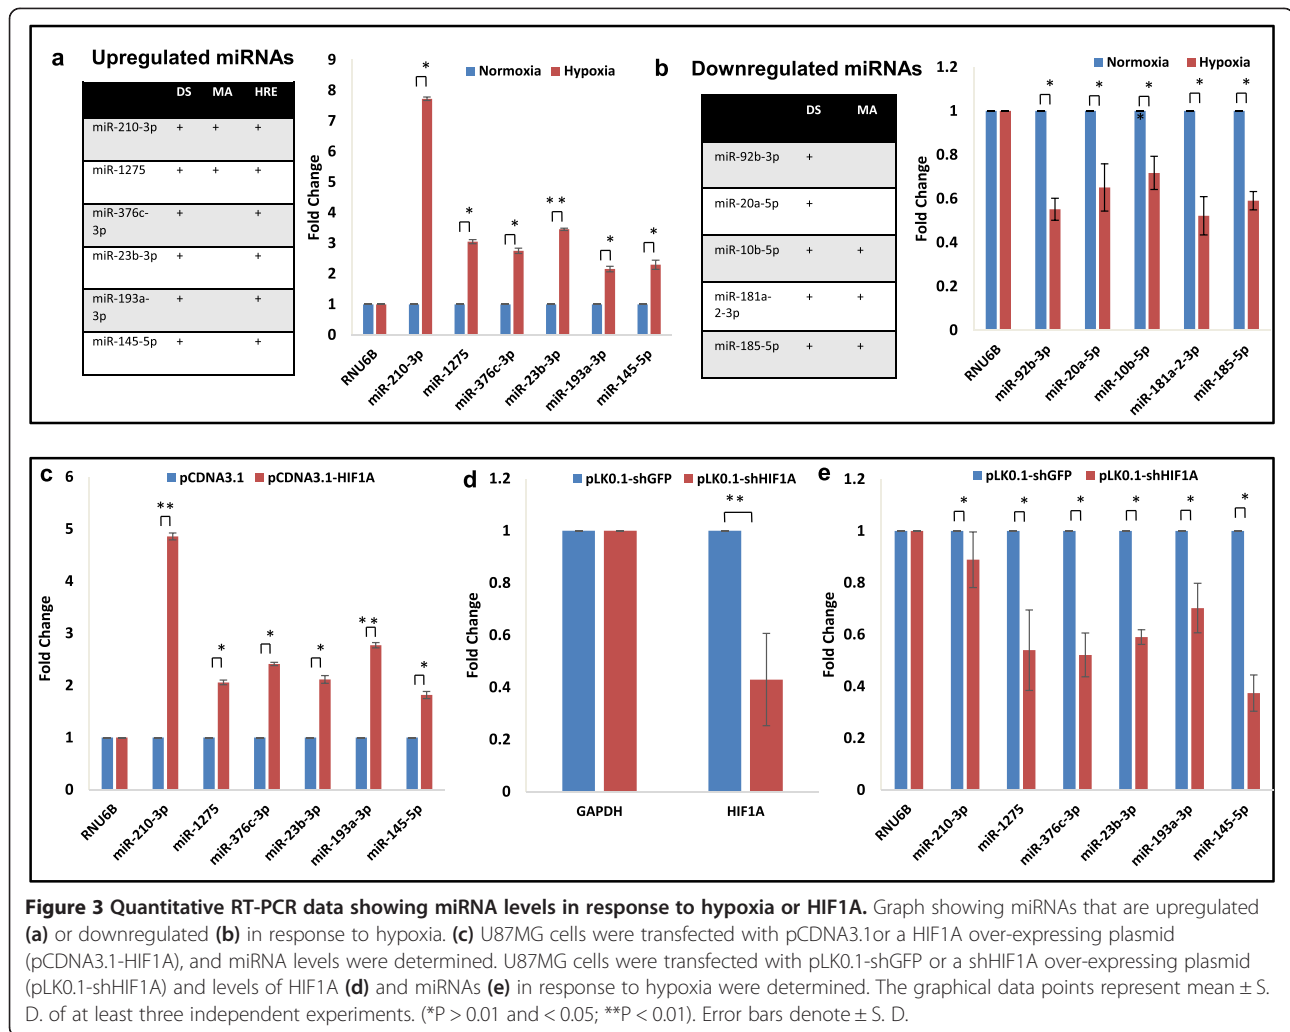 a Upregulated miRNAs
DS MA HRE
miR-210-3p + + +
miR-1275 + + +
miR-376c-
3p + +
miR-23b-3p + +
miR-193a-
3p + +
miR-145-5p + +
Normoxia Hypoxia
Fold Change
9
8
7
6
5
4
3
2
1
0
*
*
*
**
*
*
RNU6B
miR-210-3p
miR-1275
miR-376c-3p
miR-23b-3p
miR-193a-3p
miR-145-5p
b Downregulated miRNAs
DS MA
miR-92b-3p +
miR-20a-5p +
miR-10b-5p + +
miR-181a-
2-3p + +
miR-185-5p + +
Normoxia Hypoxia
Fold Change
1.2
1
0.8
0.6
0.4
0.2
0
*
*
*
*
*
*
*
RNU6B
miR-92b-3p
miR-20a-5p
miR-10b-5p
miR-181a-2-3p
miR-185-5p
c
pCDNA3.1 pCDNA3.1-HIF1A
Fold Change
6
5
4
3
2
1
0
**
*
*
*
**
*
RNU6B
miR-210-3p
miR-1275
miR-376c-3p
miR-23b-3p
miR-193a-3p
miR-145-5p
d
pLK0.1-shGFP pLK0.1-shHIF1A
Fold Change
1.2
1
0.8
0.6
0.4
0.2
0
**
GAPDH HIF1A
e
pLK0.1-shGFP pLK0.1-shHIF1A
Fold Change
1.2
1
0.8
0.6
0.4
0.2
0
*
*
*
*
*
*
RNU6B
miR-210-3p
miR-1275
miR-376c-3p
miR-23b-3p
miR-193a-3p
miR-145-5p
Figure 3 Quantitative RT-PCR data showing miRNA levels in response to hypoxia or HIF1A. Graph showing miRNAs that are upregulated
(a) or downregulated (b) in response to hypoxia. (c) U87MG cells were transfected with pCDNA3.1or a HIF1A over-expressing plasmid
(pCDNA3.1-HIF1A), and miRNA levels were determined. U87MG cells were transfected with pLK0.1-shGFP or a shHIF1A over-expressing plasmid
(pLK0.1-shHIF1A) and levels of HIF1A (d) and miRNAs (e) in response to hypoxia were determined. The graphical data points represent mean ± S.
D. of at least three independent experiments. (*P > 0.01 and < 0.05; **P < 0.01). Error bars denote ± S. D.